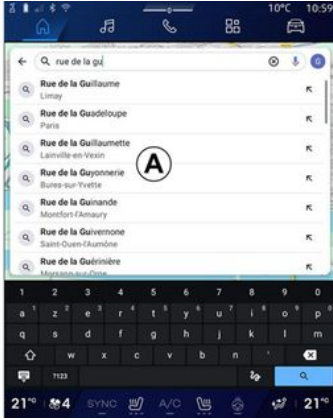 10°C 10:59
rue de la gu G
Rue de la Guillaume
Limay
Rue de la Guadeloupe
Paris
Rue de la Guillaumette
Lainville-en-Vexin
A
Rue de la Guyonnerie
Bures-sur-Yvette
Rue de la Guinande
Montfort-l'Amaury
Rue de la Guivernone
Saint-Ouen-l'Aumône
Rue de la Guérinière
Morsang-sur-Orge
1 2 3 4 5 6 7 8 9 0
a z e r t y u i o p
q s d f g h j k l m
w x c v b n '
?123
21° 4 SYNC A/C 21°